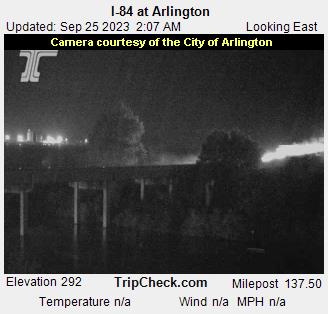 I-84 at Arlington
Updated: Sep 25 2023 2:07 AM Looking East
Camera courtesy of the City of Arlington
Elevation 292 TripCheck.com Milepost 137.50
Temperature n/a Wind n/a MPH n/a